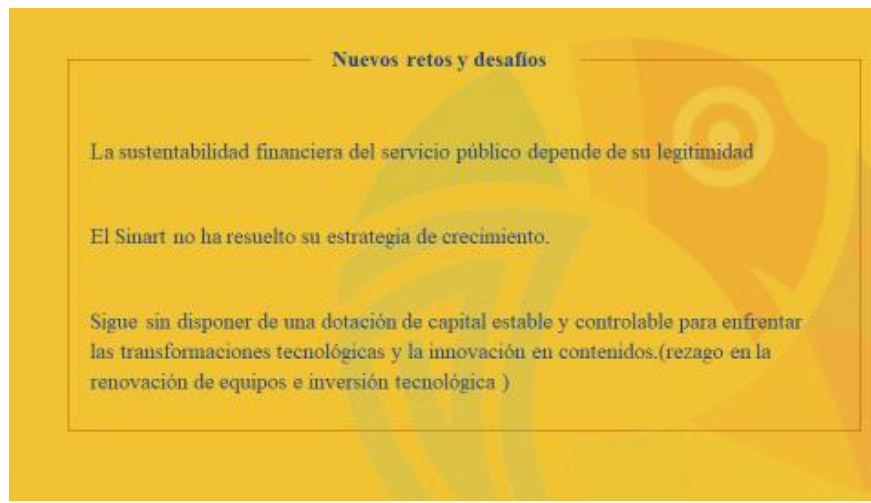 Nuevos retos y desafíos
La sustentabilidad financiera del servicio público depende de su legitimidad
El Sinart no ha resuelto su estrategia de crecimiento.
Sigue sin disponer de una dotación de capital estable y controlable para enfrentar
las transformaciones tecnológicas y la innovación en contenidos.(rezago en la
renovación de equipos e inversión tecnológica )